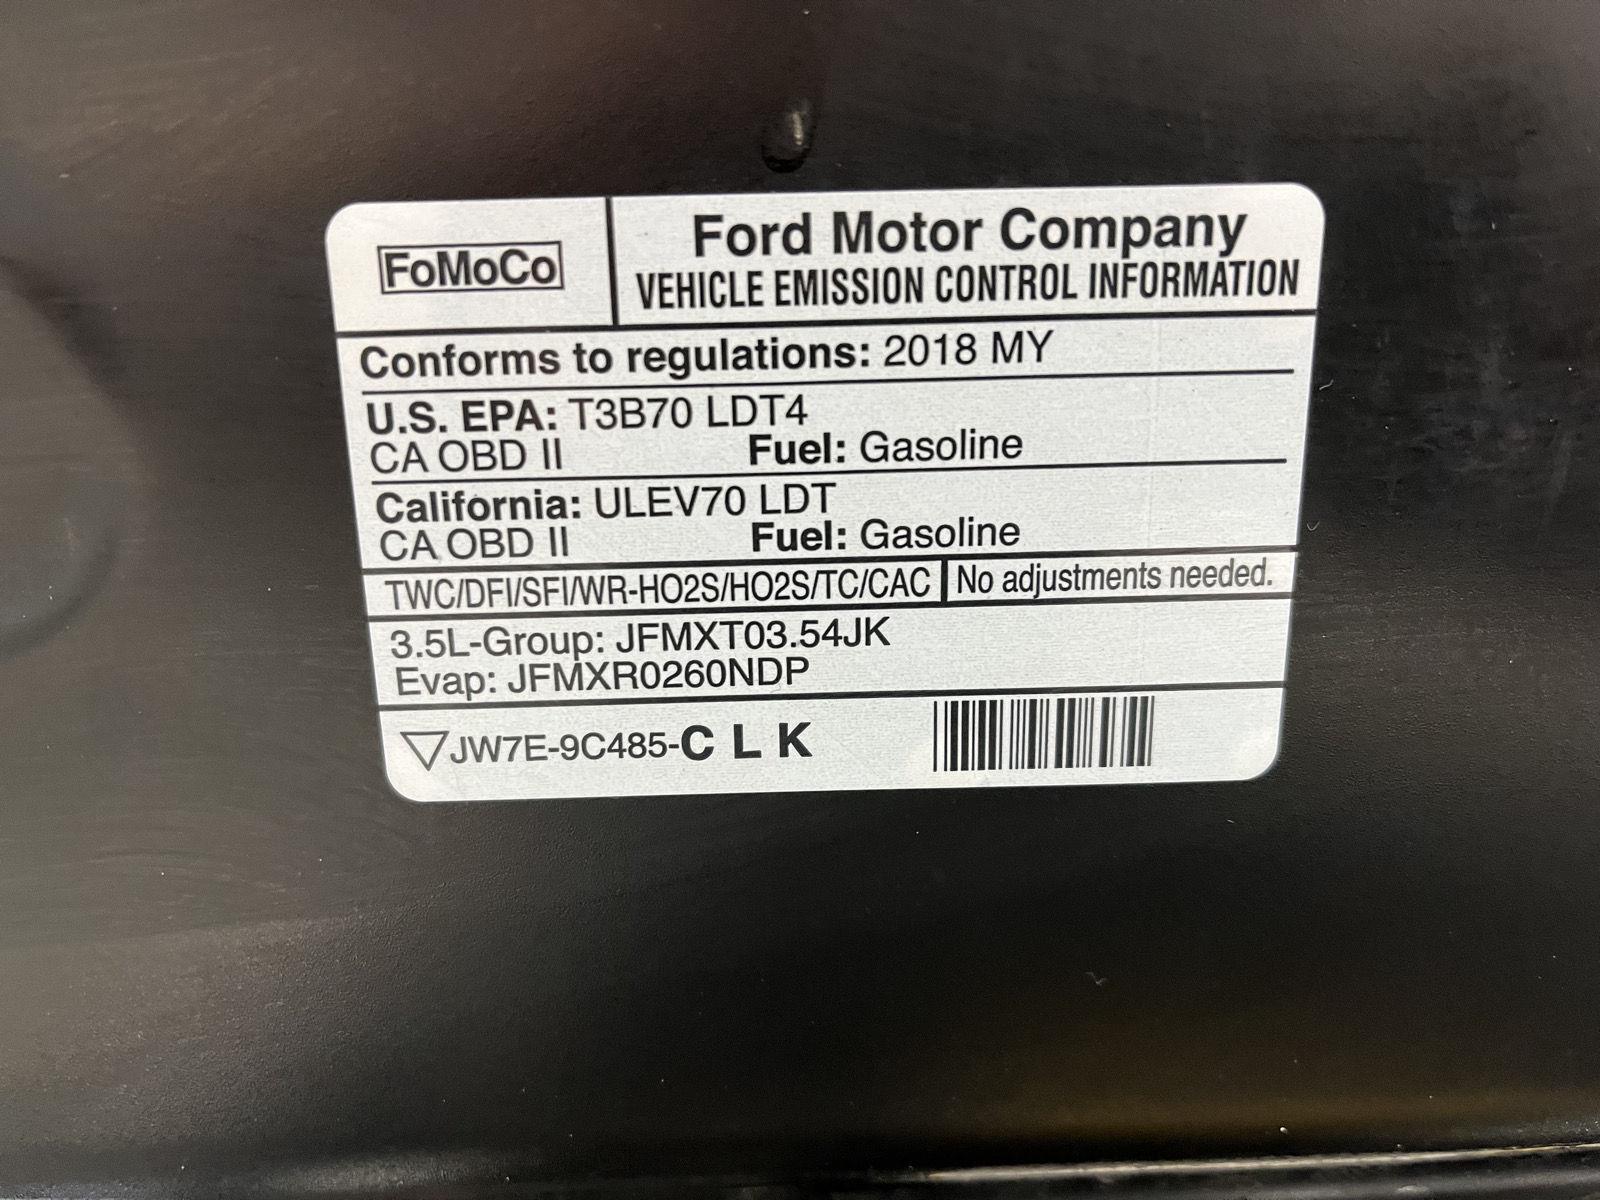 FoMoCo
Ford Motor Company
VEHICLE EMISSION CONTROL INFORMATION
Conforms to regulations: 2018 MY
U.S. EPA: T3B70 LDT4
CA OBD II Fuel: Gasoline
California: ULEV70 LDT
CA OBD II Fuel: Gasoline
TWC/DFI/SFI/WR-HO2S/HO2S/TC/CAC No adjustments needed.
3.5L-Group: JFMXT03.54JK
Evap: JFMXR0260NDP
JW7E-9C485-C L K